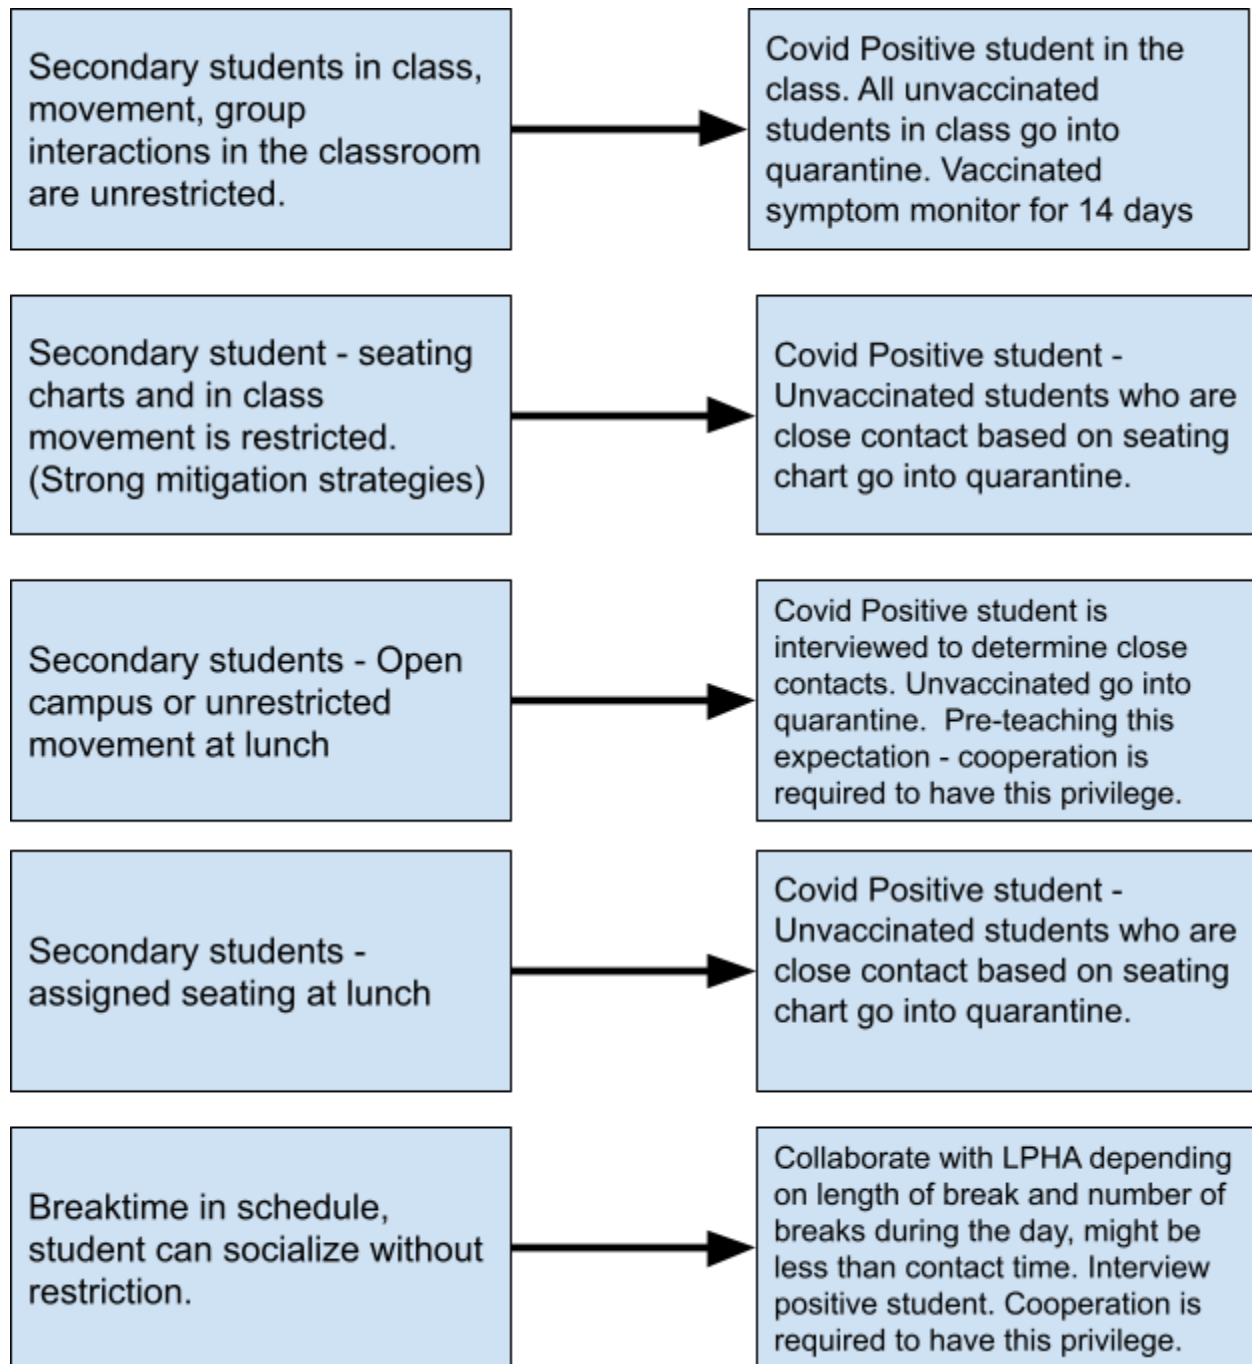 Secondary students in class,
movement, group
interactions in the classroom
are unrestricted.
Covid Positive student in the
class. All unvaccinated
students in class go into
quarantine. Vaccinated
symptom monitor for 14 days
Secondary student - seating
charts and in class
movement is restricted.
(Strong mitigation strategies)
Covid Positive student -
Unvaccinated students who are
close contact based on seating
chart go into quarantine.
Secondary students - Open
campus or unrestricted
movement at lunch
Covid Positive student is
interviewed to determine close
contacts. Unvaccinated go into
quarantine.  Pre-teaching this
expectation - cooperation is
required to have this privilege.
Secondary students -
assigned seating at lunch
Covid Positive student -
Unvaccinated students who are
close contact based on seating
chart go into quarantine.
Breaktime in schedule,
student can socialize without
restriction.
Collaborate with LPHA depending
on length of break and number of
breaks during the day, might be
less than contact time. Interview
positive student. Cooperation is
required to have this privilege.